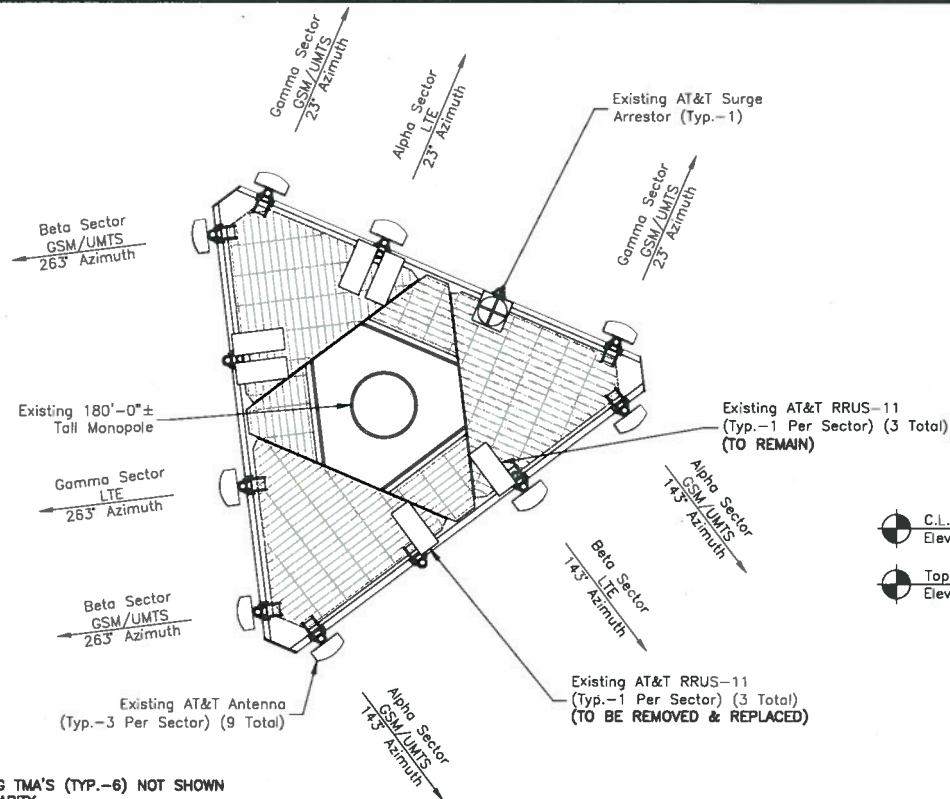 Gamma Sector
GSM/UMTS
23° Azimuth
Alpha Sector
LTE
23° Azimuth
Existing AT&T Surge
Arrestor (Typ.-1)
Gamma Sector
GSM/UMTS
23° Azimuth
Beta Sector
GSM/UMTS
263° Azimuth
Existing 180'-0"±
Tall Monopole
Existing AT&T RRUS-11
(Typ.-1 Per Sector) (3 Total)
(TO REMAIN)
Gamma Sector
LTE
263° Azimuth
Alpha Sector
GSM/UMTS
143° Azimuth
C.L.
Elev
Top
Elev
Beta Sector
LTE
143° Azimuth
Beta Sector
GSM/UMTS
263° Azimuth
Existing AT&T RRUS-11
(Typ.-1 Per Sector) (3 Total)
(TO BE REMOVED & REPLACED)
Existing AT&T Antenna
(Typ.-3 Per Sector) (9 Total)
Alpha Sector
GSM/UMTS
143° Azimuth
G TMA'S (TYP.-6) NOT SHOWN